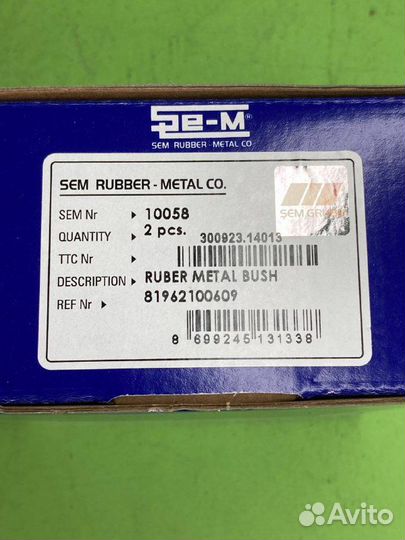 Se-M®
SEM RUBBER - METAL CO.
SEM RUBBER - METAL CO.
SEM Nr 10058
QUANTITY 2 pcs.
300923.14013
SEM GROUP
TTC Nr
DESCRIPTION RUBER METAL BUSH
REF Nr 81962100609
8 699245 131338
Avito